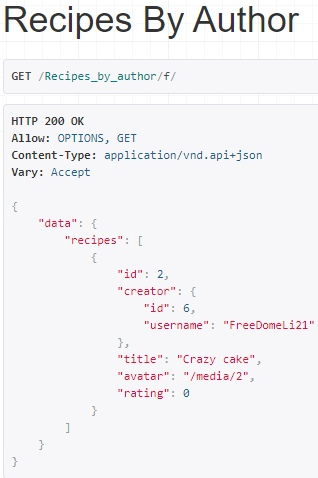 Recipes By Author
GET /Recipes_by_author/f/
HTTP 200 OK
Allow: OPTIONS, GET
Content-Type: application/vnd.api+json
Vary: Accept
{
"data": {
"recipes": [
{
"id": 2,
"creator": {
"id": 6,
"username": "FreeDomeLi21"
},
"title": "Crazy cake",
"avatar": "/media/2",
"rating": 0
}
]
}
}